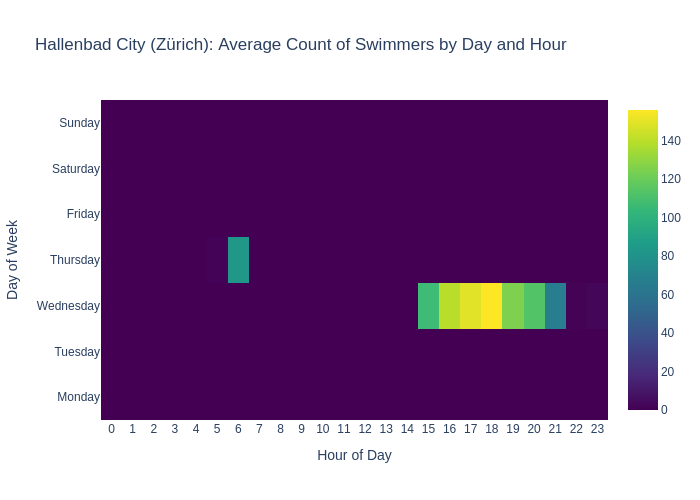 Hallenbad City (Zürich): Average Count of Swimmers by Day and Hour
Day of Week
Sunday
Saturday
Friday
Thursday
Wednesday
Tuesday
Monday
0 1 2 3 4 5 6 7 8 9 10 11 12 13 14 15 16 17 18 19 20 21 22 23
Hour of Day
140
120
100
80
60
40
20
0